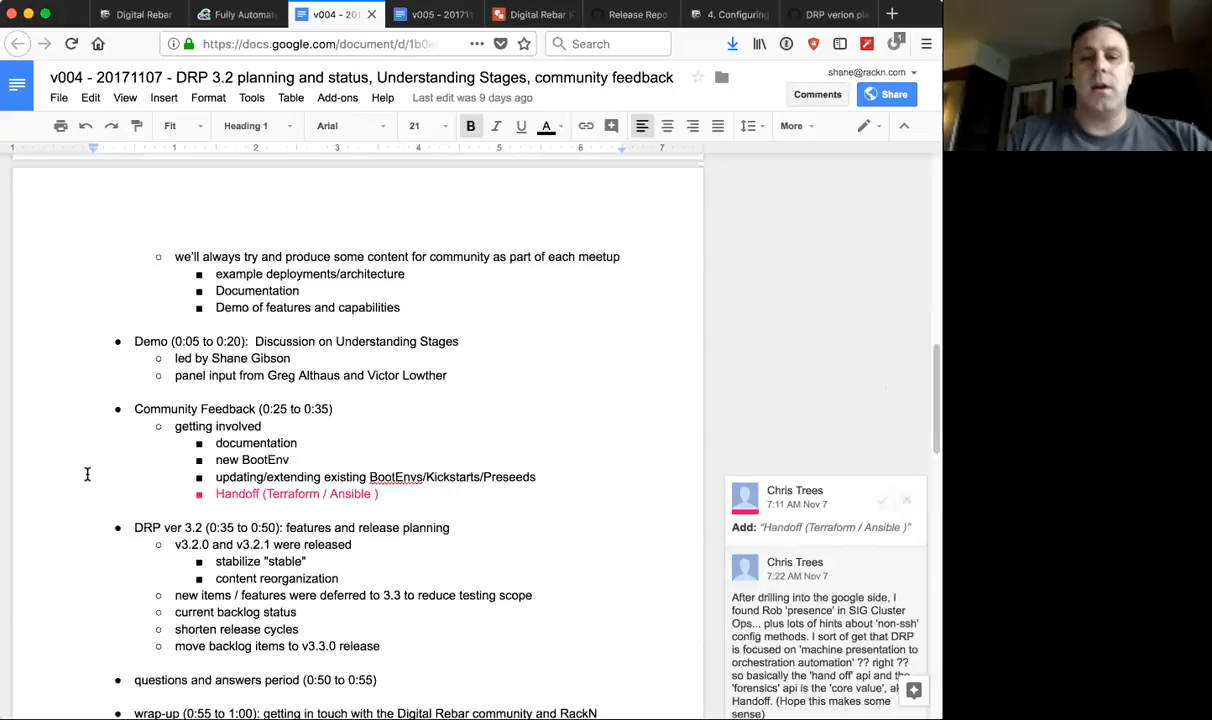 Digital Rebar
Fully Automate
v004 - 201
v005 - 20171
Digital Rebar
Release Repo
4. Configuring
DRP verion pla
https://docs.google.com/document/d/1b0e
Search
v004 - 20171107 - DRP 3.2 planning and status, Understanding Stages, community feedback
shane@rackn.com
File Edit View Insert Format Tools Table Add-ons Help Last edit was 9 days ago
Comments
Share
Fit Heading 1 Arial 21 B I U A More
1 1 2 3 4 5 6 7
we'll always try and produce some content for community as part of each meetup
example deployments/architecture
Documentation
Demo of features and capabilities
Demo (0:05 to 0:20): Discussion on Understanding Stages
led by Shane Gibson
panel input from Greg Althaus and Victor Lowther
Community Feedback (0:25 to 0:35)
getting involved
documentation
new BootEnv
updating/extending existing BootEnvs/Kickstarts/Preseeds
Handoff (Terraform / Ansible )
DRP ver 3.2 (0:35 to 0:50): features and release planning
v3.2.0 and v3.2.1 were released
stabilize "stable"
content reorganization
new items / features were deferred to 3.3 to reduce testing scope
current backlog status
shorten release cycles
move backlog items to v3.3.0 release
questions and answers period (0:50 to 0:55)
wrap-up (0:55 to 1:00): getting in touch with the Digital Rebar community and RackN
Chris Trees
7:11 AM Nov 7
Add: "Handoff (Terraform / Ansible )"
Chris Trees
7:22 AM Nov 7
After drilling into the google side, I
found Rob 'presence' in SIG Cluster
Ops... plus lots of hints about 'non-ssh'
config methods. I sort of get that DRP
is focused on 'machine presentation to
orchestration automation' ?? right ??
so basically the 'hand off' api and the
'forensics' api is the 'core value', ak
Handoff. (Hope this makes some
sense)